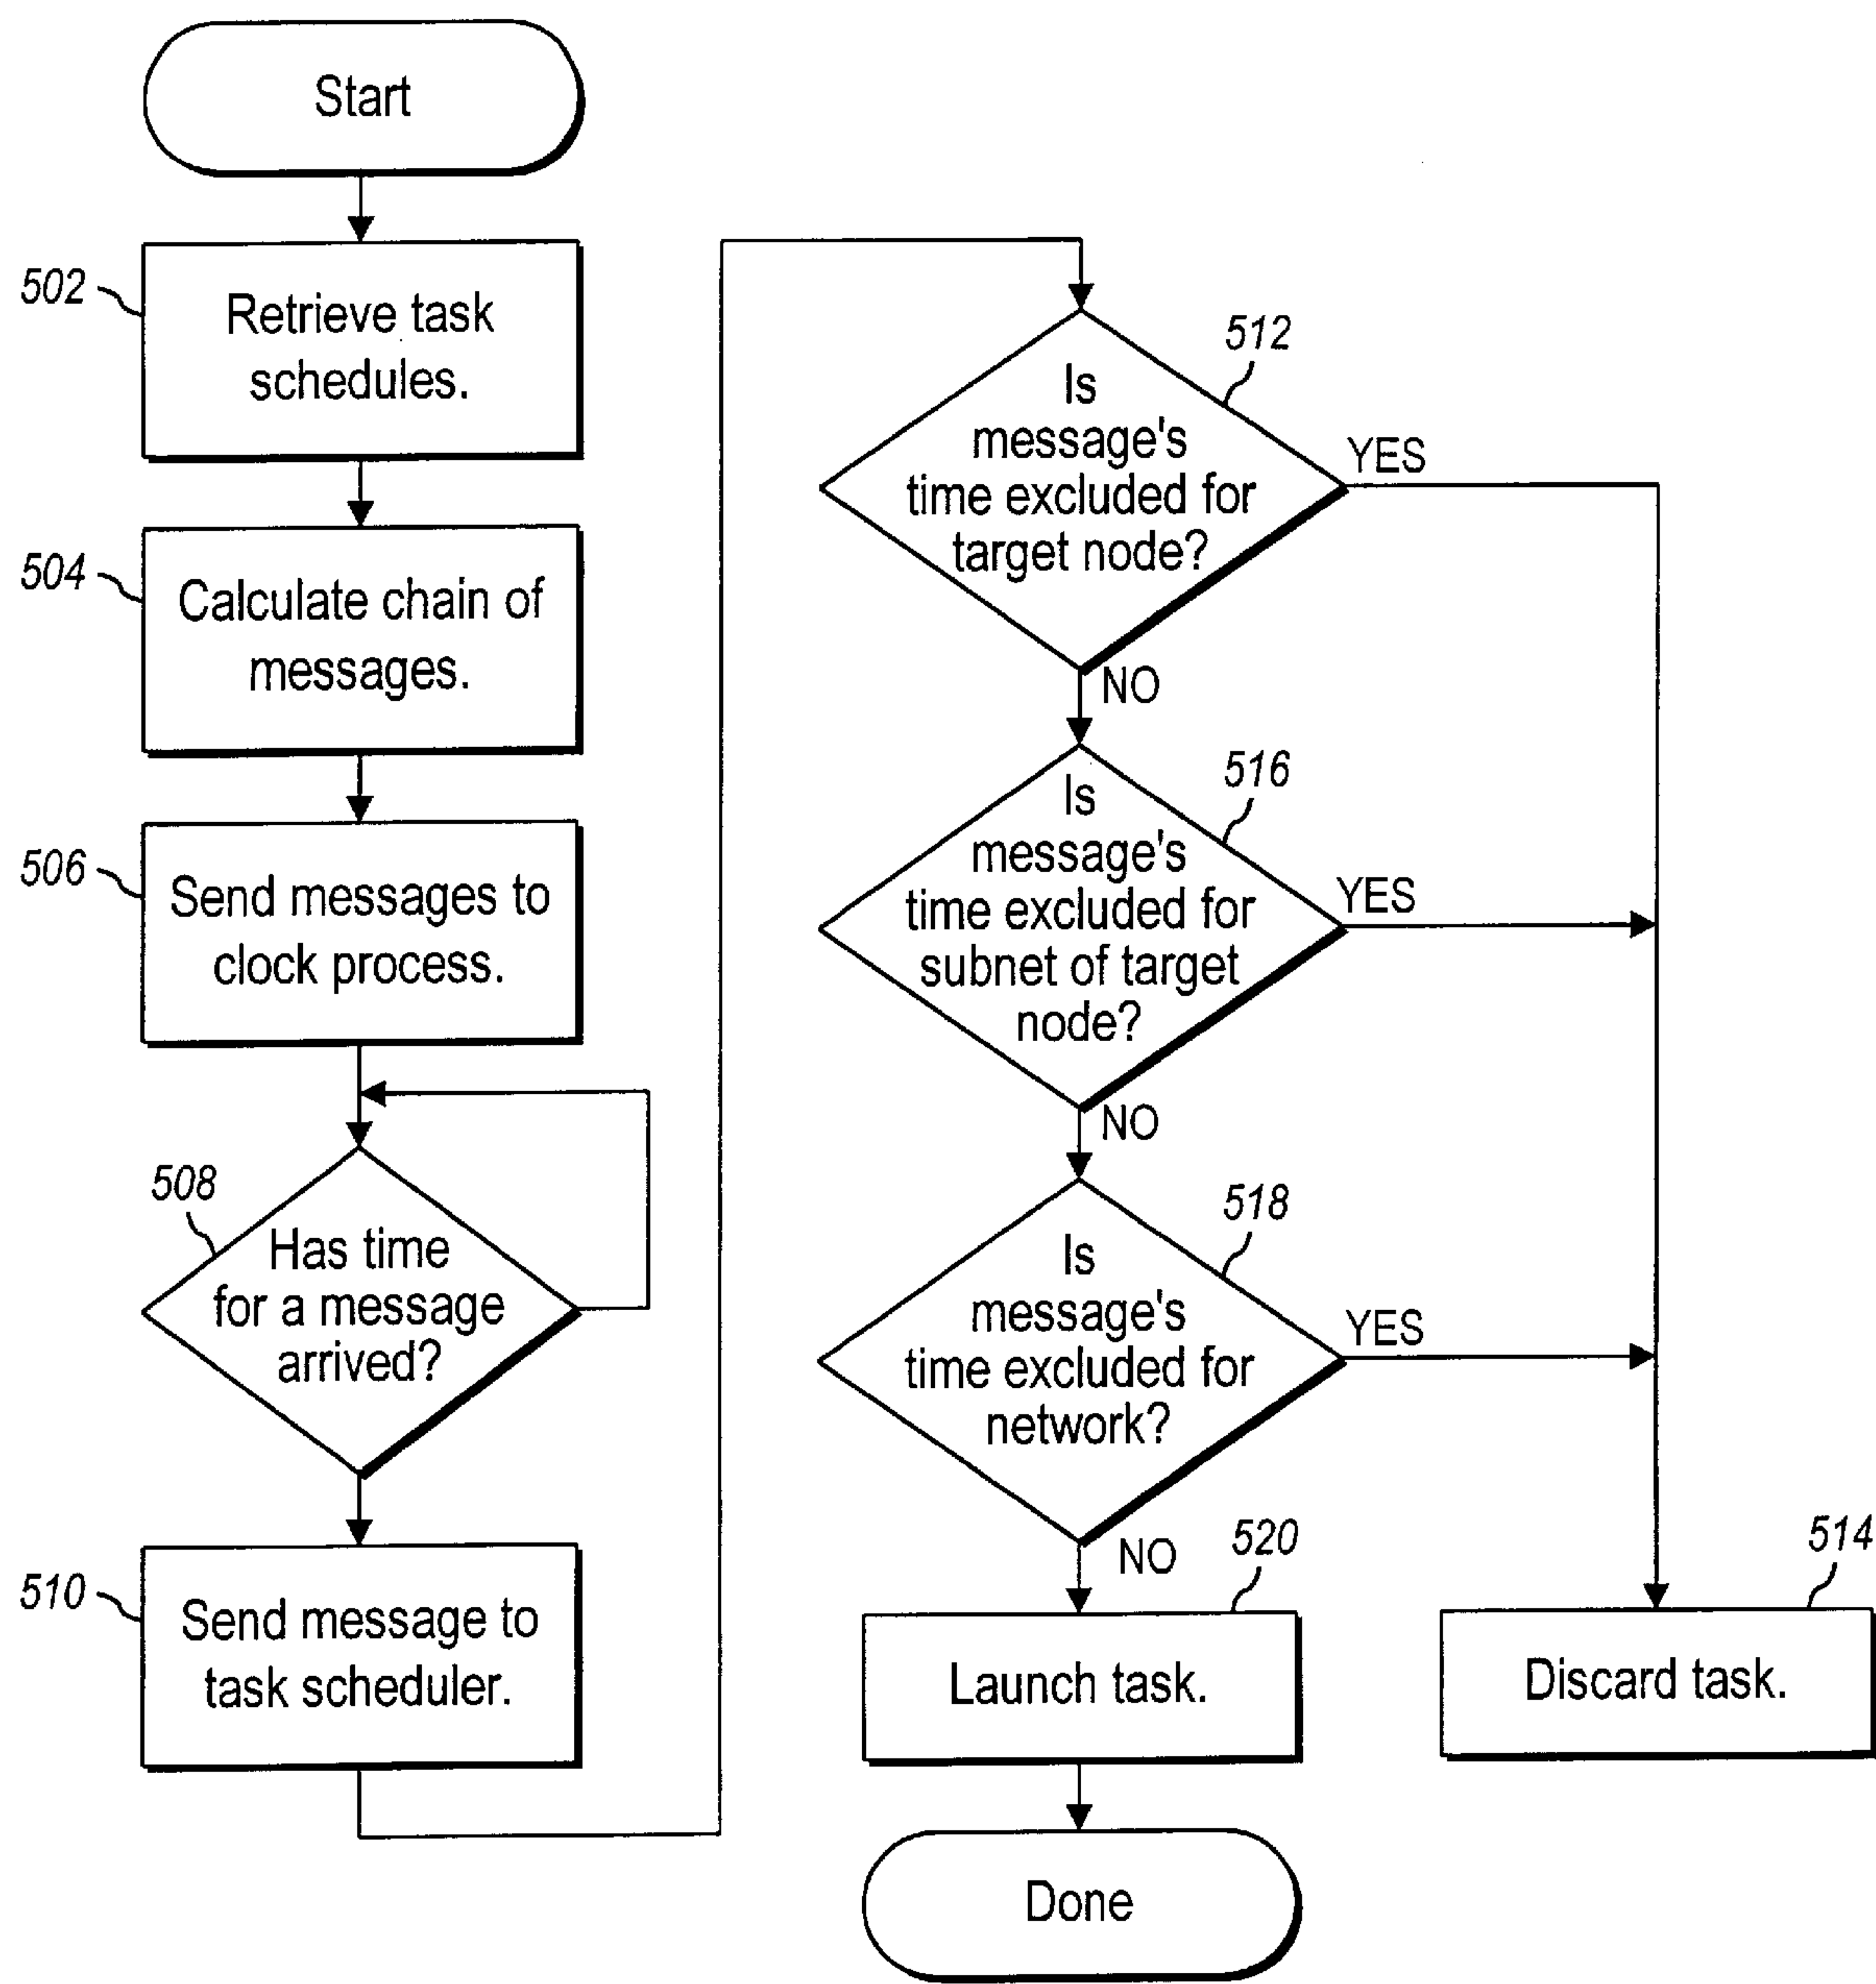 Start
502
Retrieve task
schedules.
504
Calculate chain of
messages.
506
Send messages to
clock process.
508
Has time
for a message
arrived?
510
Send message to
task scheduler.
512
Is
message's
time excluded for
target node?
YES
NO
516
Is
message's
time excluded for
subnet of target
node?
YES
NO
518
Is
message's
time excluded for
network?
YES
NO
520
Launch task.
514
Discard task.
Done